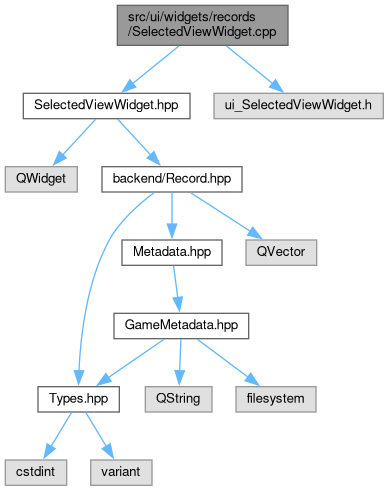 src/ui/widgets/records
/SelectedViewWidget.cpp
SelectedViewWidget.hpp
ui_SelectedViewWidget.h
QWidget
backend/Record.hpp
Metadata.hpp
QVector
GameMetadata.hpp
Types.hpp
QString
filesystem
cstdint
variant